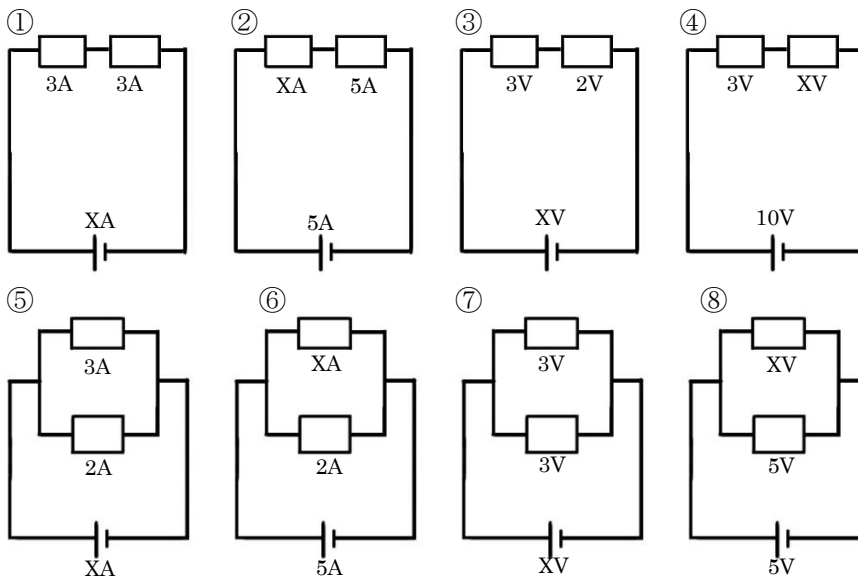 ① ② ③ ④
3A 3A XA 5A 3V 2V 3V XV
XA 5A XV 10V
⑤ ⑥ ⑦ ⑧
3A XA 3V XV
2A 2A 3V 5V
XA 5A XV 5V